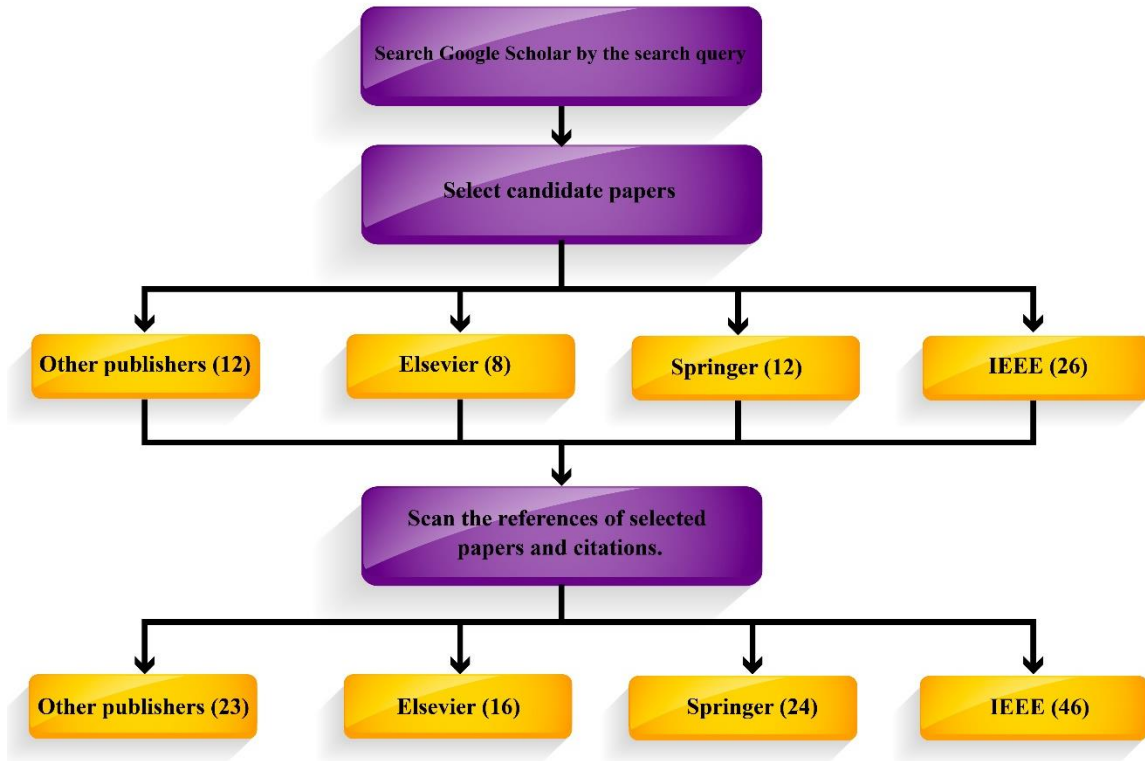 Search Google Scholar by the search query
Select candidate papers
Other publishers (12)
Elsevier (8)
Springer (12)
IEEE (26)
Scan the references of selected
papers and citations.
Other publishers (23)
Elsevier (16)
Springer (24)
IEEE (46)